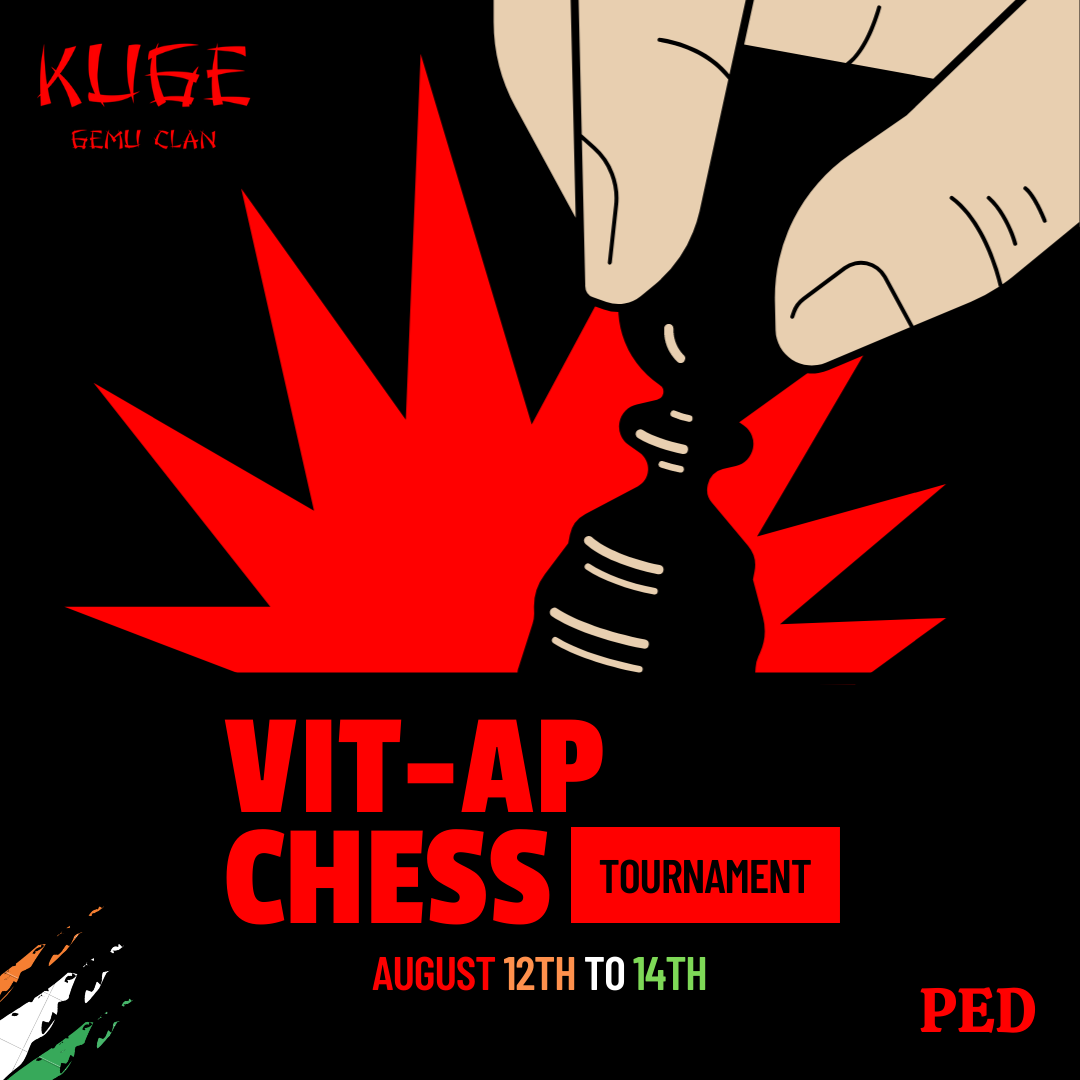 KUGE
GEMU CLAN
VIT-AP
CHESS TOURNAMENT
AUGUST 12TH TO 14TH
PED